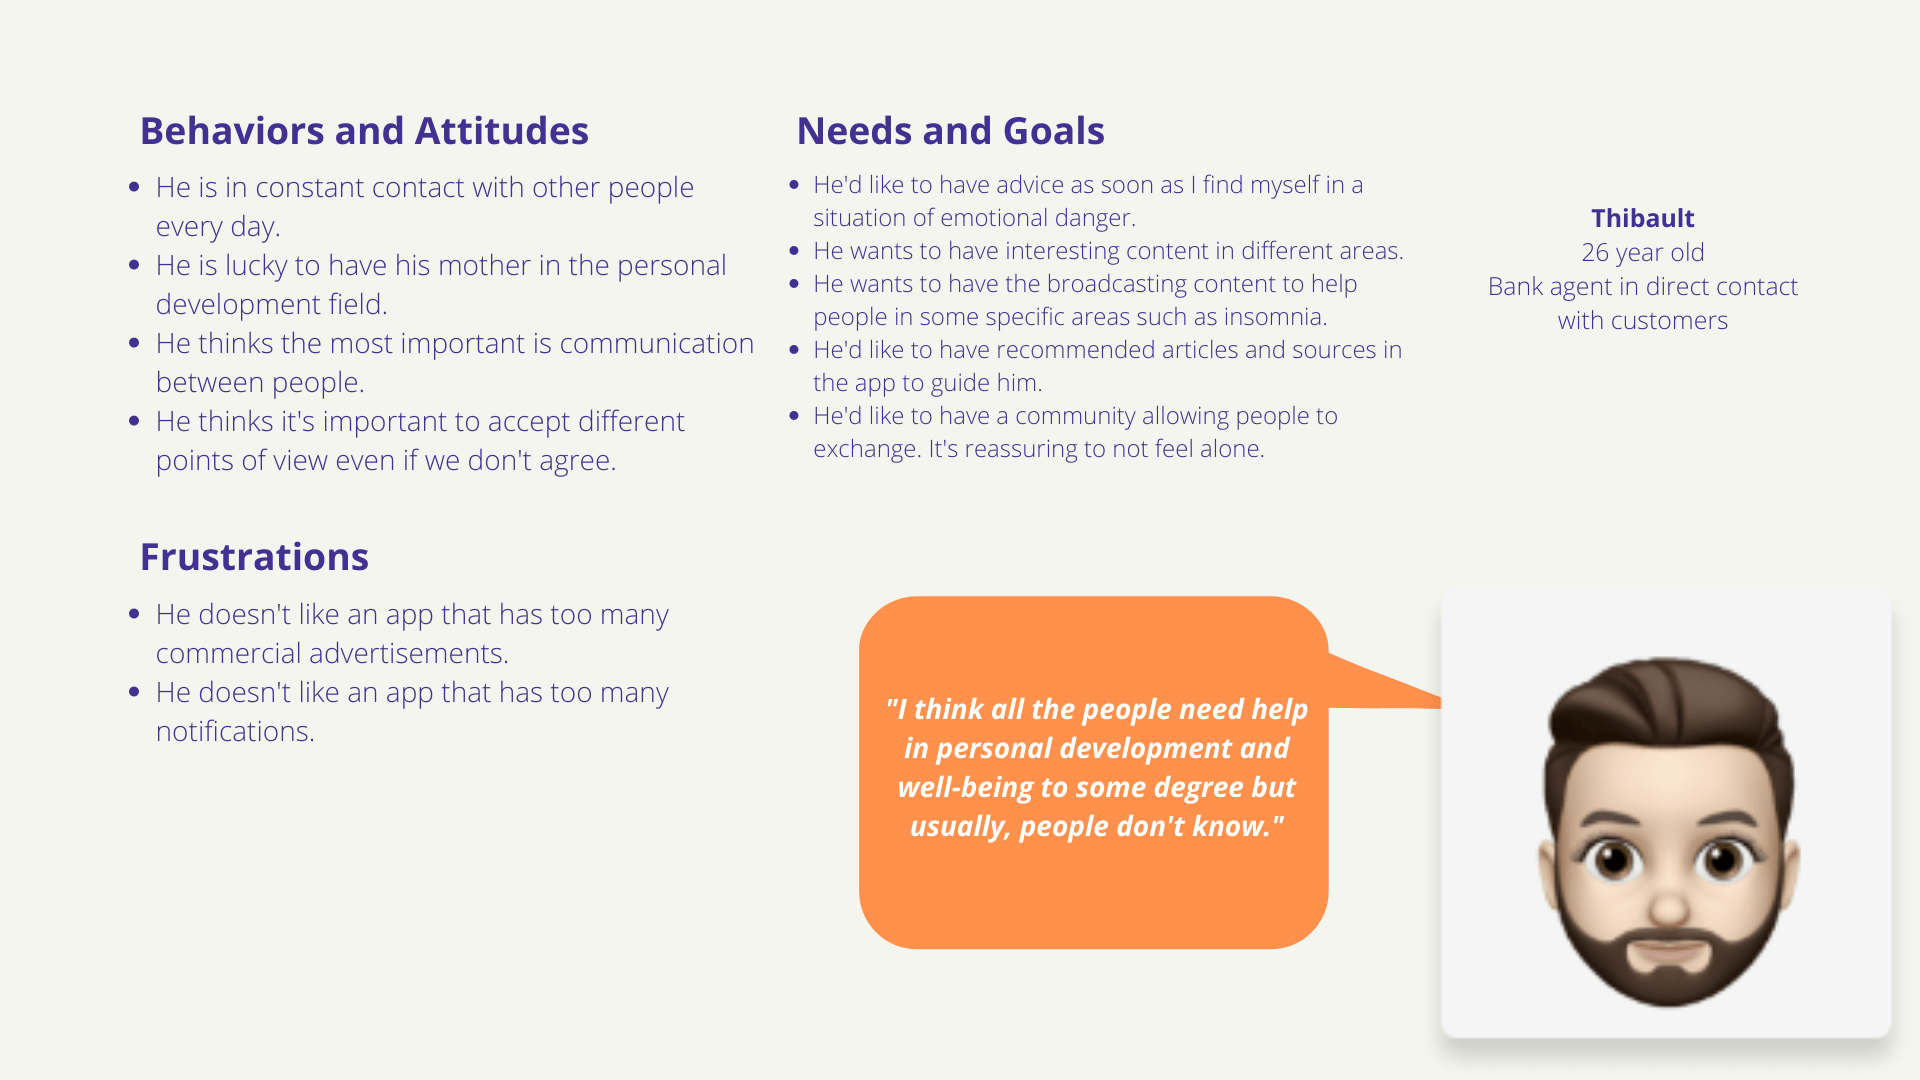 Behaviors and Attitudes
• He is in constant contact with other people
every day.
• He is lucky to have his mother in the personal
development field.
• He thinks the most important is communication
between people.
• He thinks it's important to accept different
points of view even if we don't agree.
Frustrations
• He doesn't like an app that has too many
commercial advertisements.
• He doesn't like an app that has too many
notifications.
Needs and Goals
• He'd like to have advice as soon as I find myself in a
situation of emotional danger.
• He wants to have interesting content in different areas.
• He wants to have the broadcasting content to help
people in some specific areas such as insomnia.
• He'd like to have recommended articles and sources in
the app to guide him.
• He'd like to have a community allowing people to
exchange. It's reassuring to not feel alone.
Thibault
26 year old
Bank agent in direct contact
with customers
"I think all the people need help
in personal development and
well-being to some degree but
usually, people don't know."